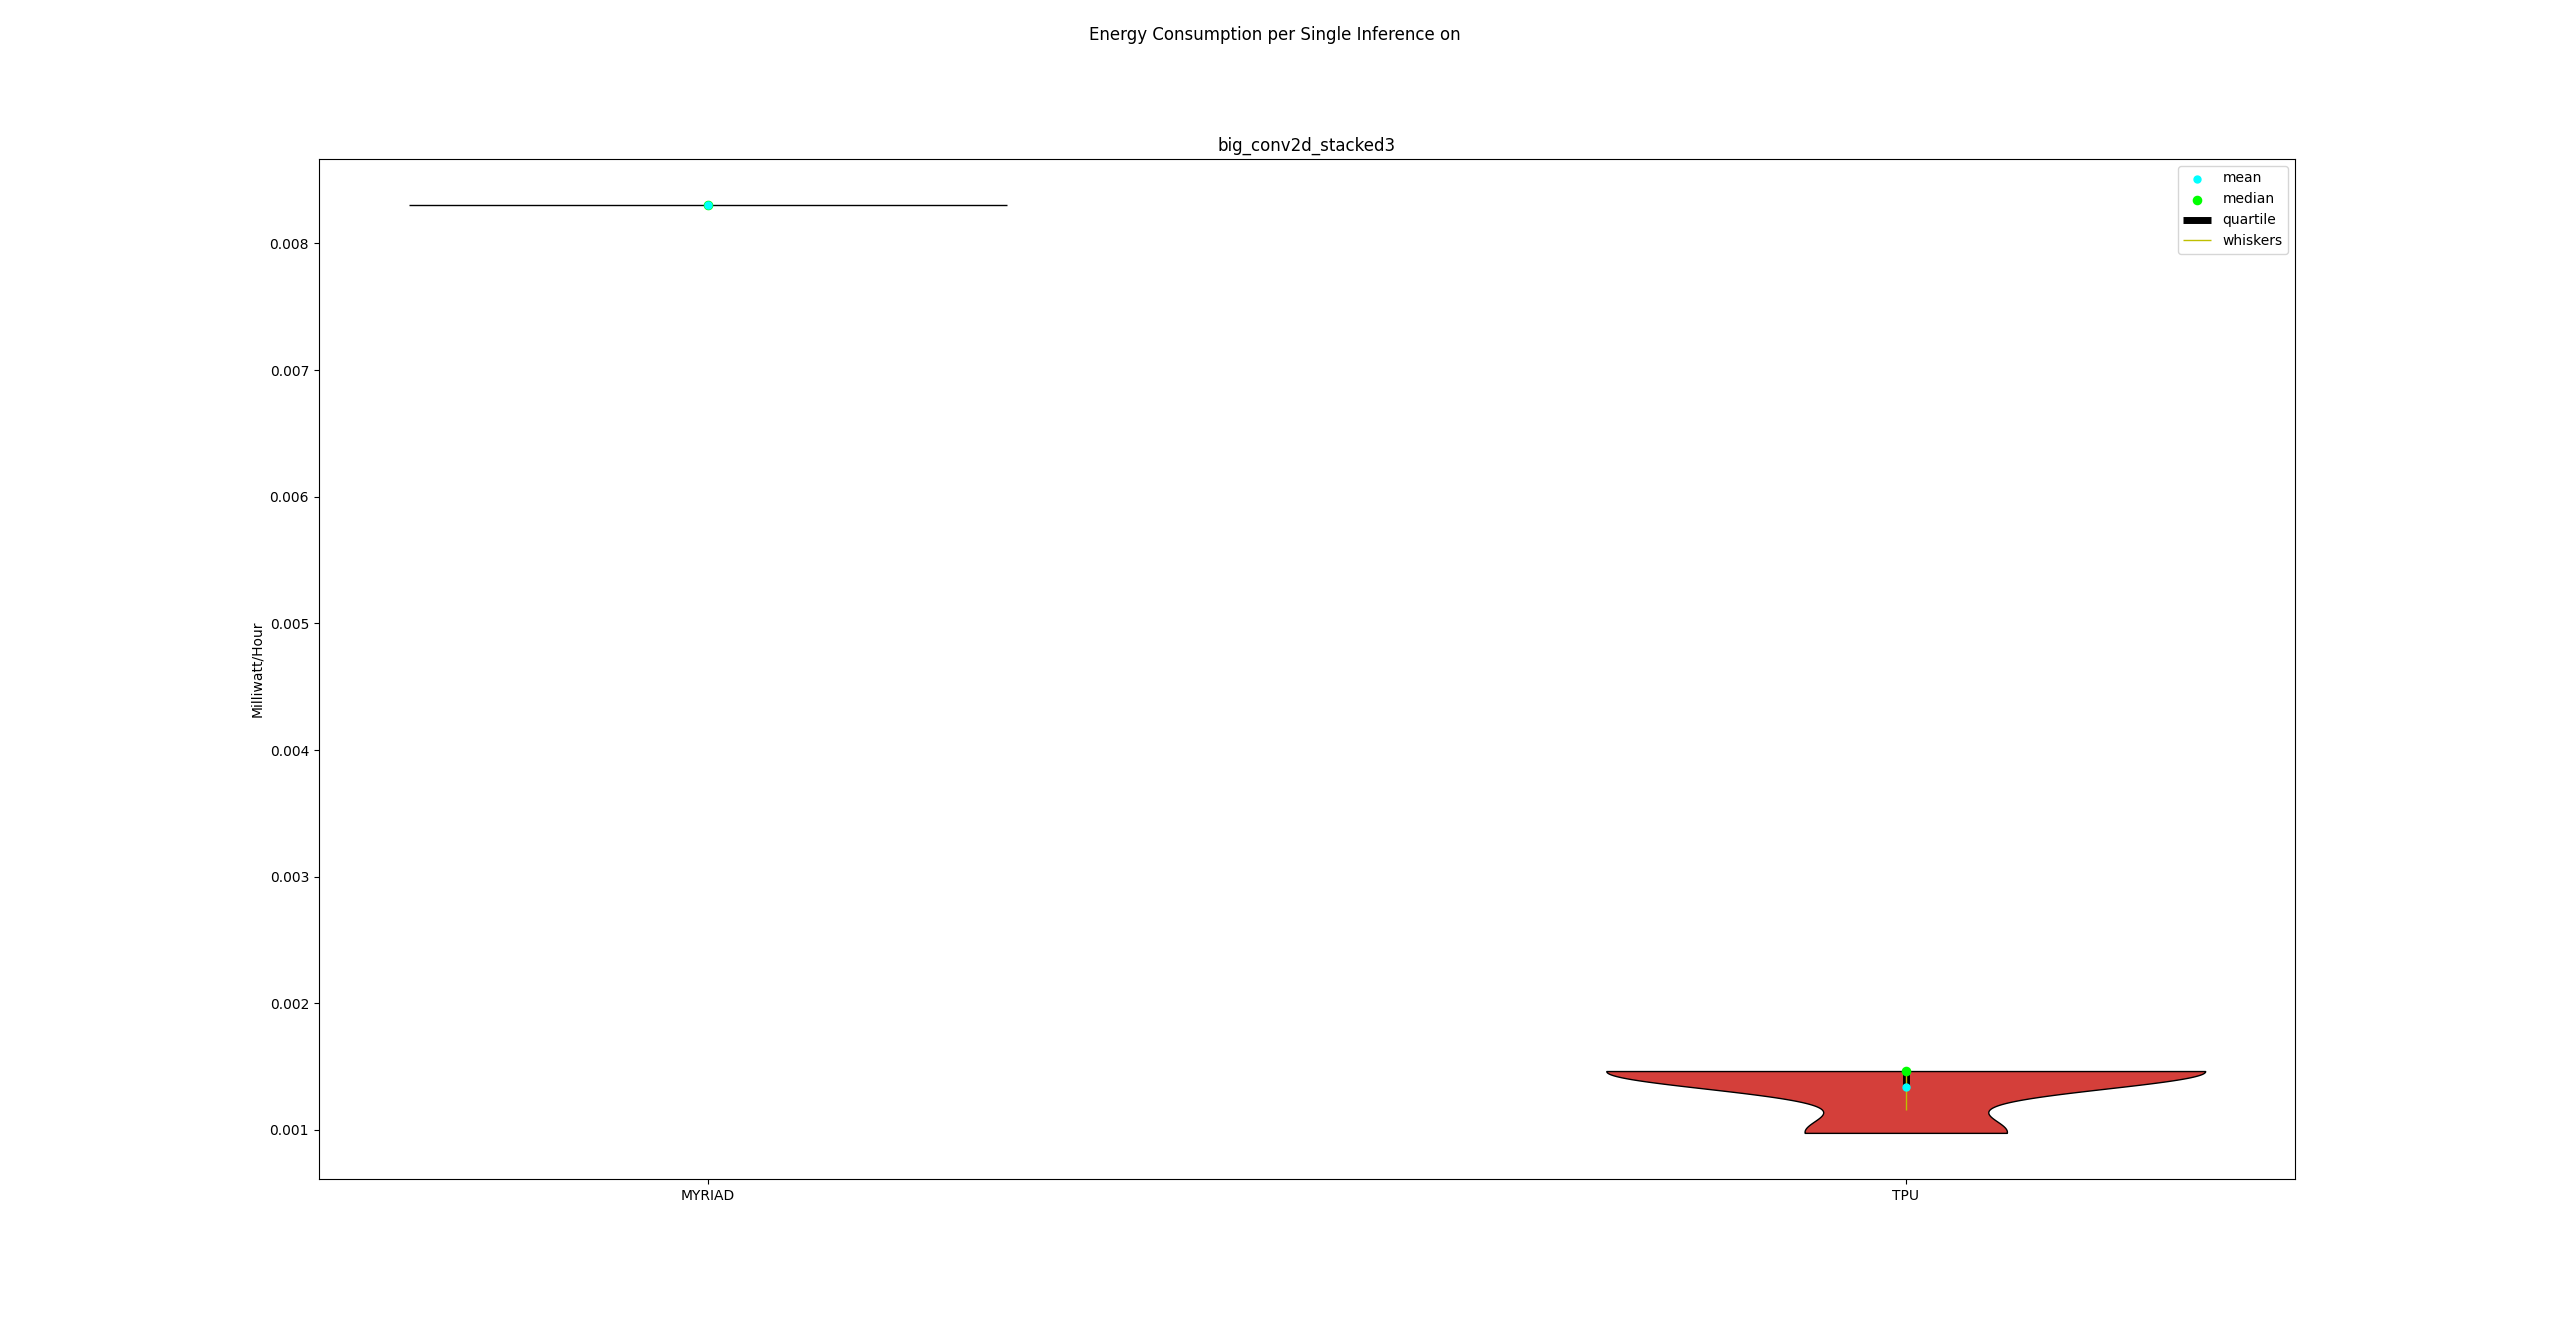 Energy Consumption per Single Inference on
big_conv2d_stacked3
mean
median
quartile
whiskers
0.008
0.007
0.006
0.005
0.004
0.003
0.002
0.001
Milliwatt/Hour
MYRIAD
TPU